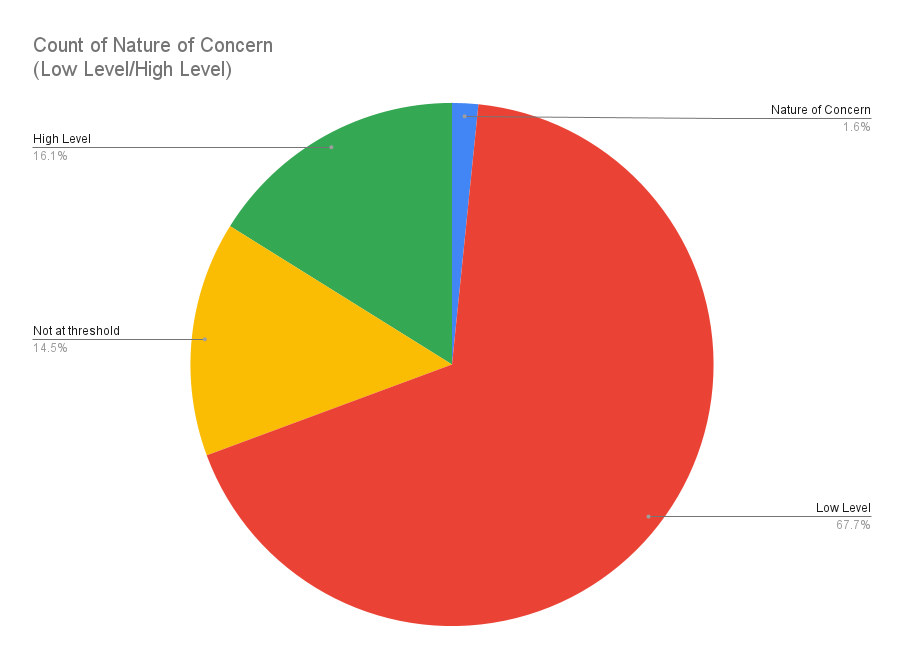 Count of Nature of Concern
(Low Level/High Level)
Nature of Concern
1.6%
High Level
16.1%
Not at threshold
14.5%
Low Level
67.7%